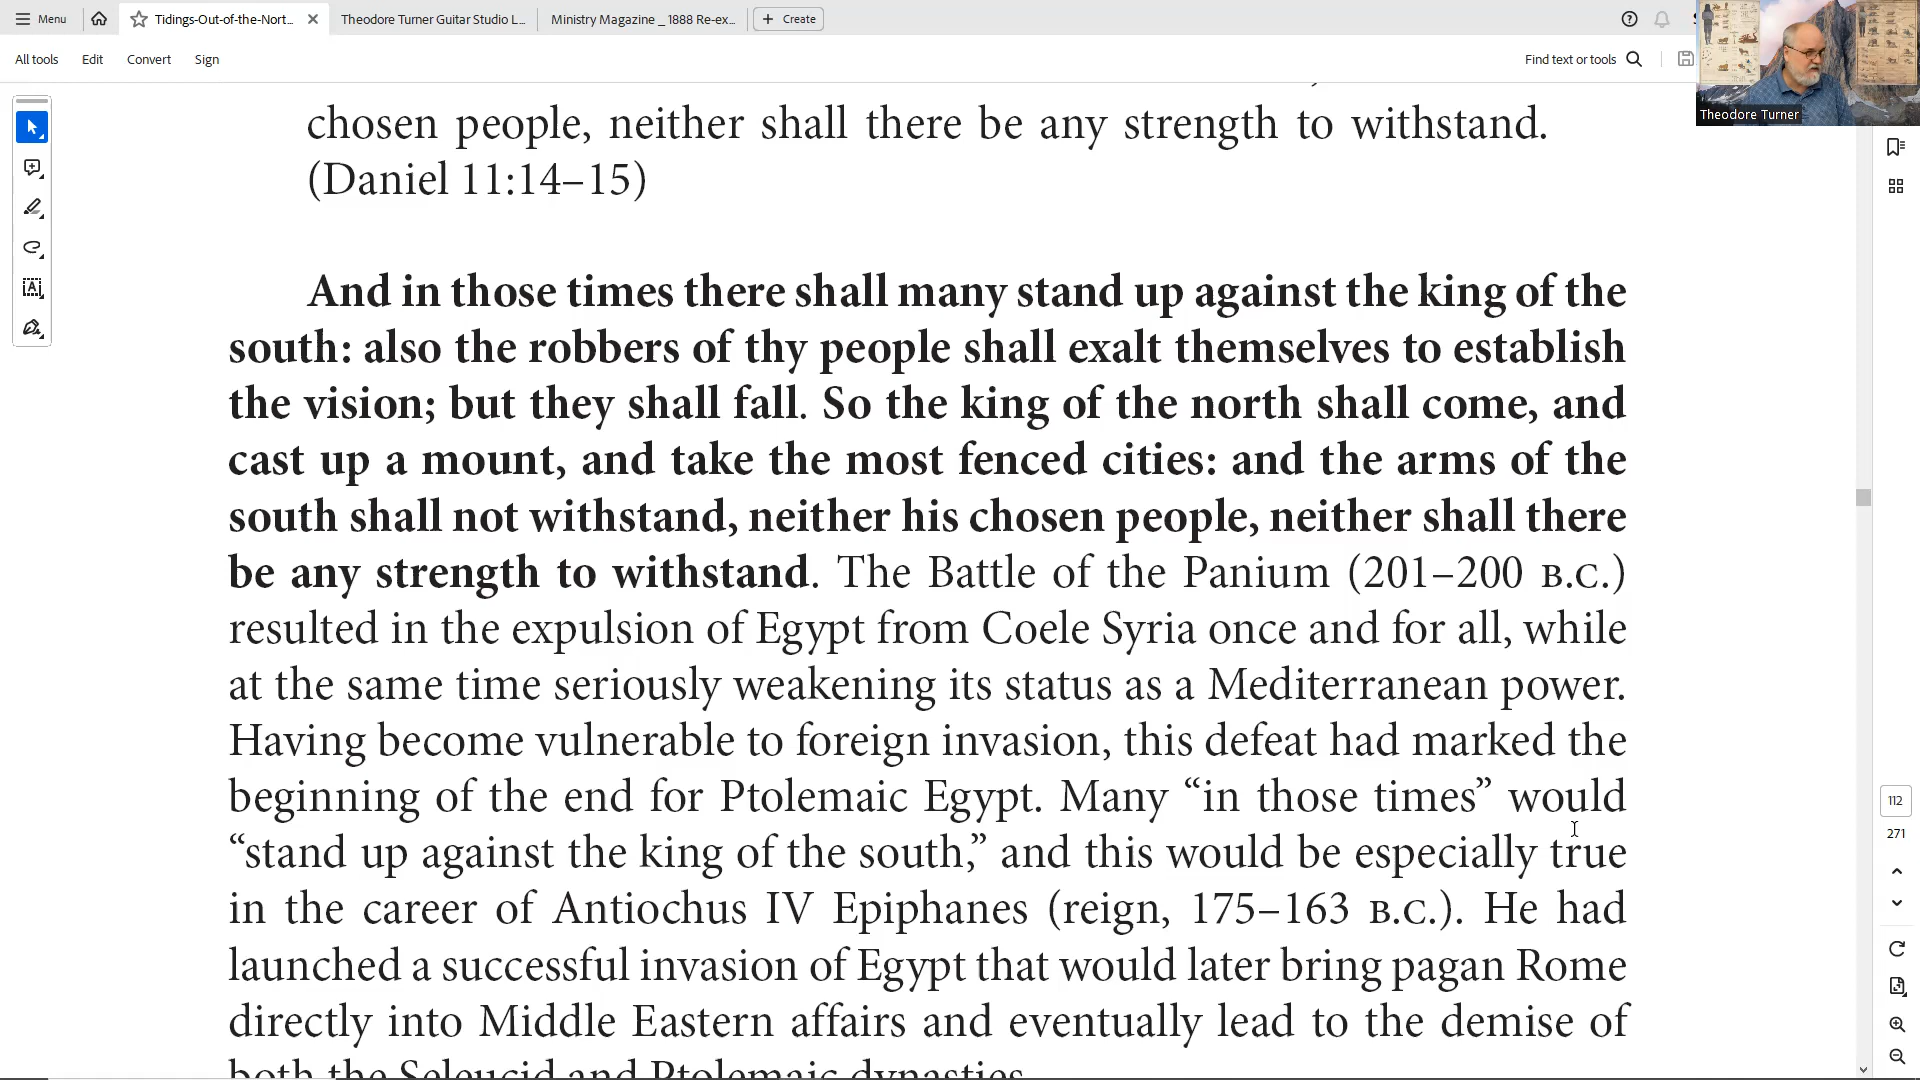 Menu
Tidings-Out-of-the-Nort...
Theodore Turner Guitar Studio L...
Ministry Magazine _ 1888 Re-ex...
Create
All tools
Edit
Convert
Sign
Find text or tools
Theodore Turner
chosen people, neither shall there be any strength to withstand.
(Daniel 11:14–15)
And in those times there shall many stand up against the king of the
south: also the robbers of thy people shall exalt themselves to establish
the vision; but they shall fall. So the king of the north shall come, and
cast up a mount, and take the most fenced cities: and the arms of the
south shall not withstand, neither his chosen people, neither shall there
be any strength to withstand. The Battle of the Panium (201–200 B.C.)
resulted in the expulsion of Egypt from Coele Syria once and for all, while
at the same time seriously weakening its status as a Mediterranean power.
Having become vulnerable to foreign invasion, this defeat had marked the
beginning of the end for Ptolemaic Egypt. Many “in those times” would
“stand up against the king of the south,” and this would be especially true
in the career of Antiochus IV Epiphanes (reign, 175–163 B.C.). He had
launched a successful invasion of Egypt that would later bring pagan Rome
directly into Middle Eastern affairs and eventually lead to the demise of
both the Seleucid and Ptolemaic dynasties.
112
271